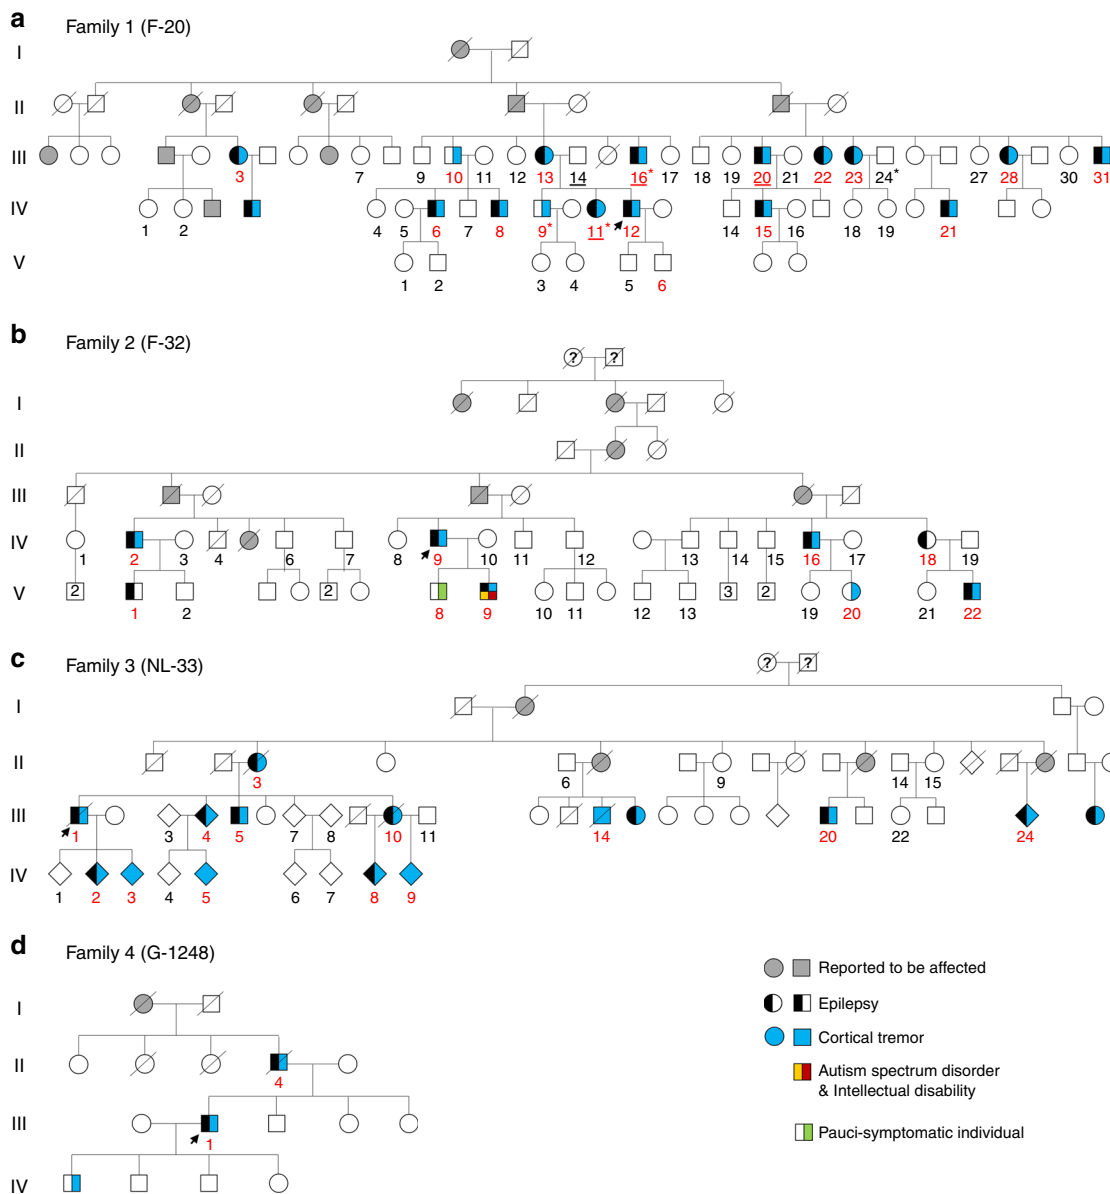 a Family 1 (F-20)
I
II
III
3 7 9 10 11 12 13 14 16* 17 18 19 20 21 22 23 24* 27 28 30 31
IV
1 2 4 5 6 7 8 9* 11* 12 14 15 16 18 19 21
V
1 2 3 4 5 6
b Family 2 (F-32)
? ?
I
II
III
IV
1 2 3 4 6 7 8 9 10 11 12 13 14 15 16 17 18 19
V
2 2 3 2
1 2 8 9 10 11 12 13 19 20 21 22
c Family 3 (NL-33)
? ?
I
II
3 6 9 14 15
III
1 3 4 5 7 8 10 11 14 20 22 24
IV
1 2 3 4 5 6 7 8 9
d Family 4 (G-1248)
I
II
4
III
1
IV
Reported to be affected
Epilepsy
Cortical tremor
Autism spectrum disorder
& Intellectual disability
Pauci-symptomatic individual